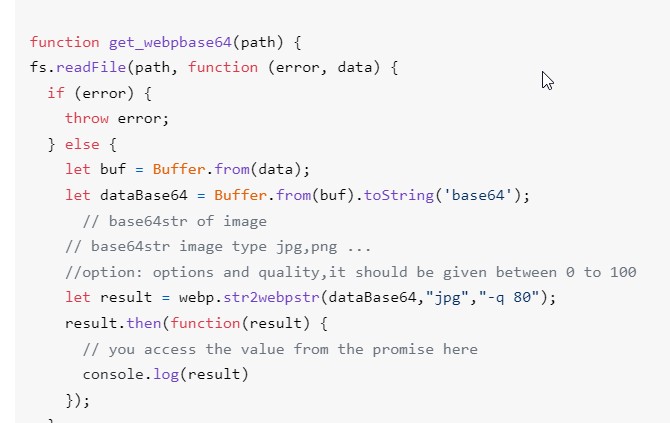 function get_webpbase64(path) {
fs.readFile(path, function (error, data) {
if (error) {
throw error;
} else {
let buf = Buffer.from(data);
let dataBase64 = Buffer.from(buf).toString('base64');
// base64str of image
// base64str image type jpg,png ...
//option: options and quality,it should be given between 0 to 100
let result = webp.str2webpstr(dataBase64,"jpg","-q 80");
result.then(function(result) {
// you access the value from the promise here
console.log(result)
});